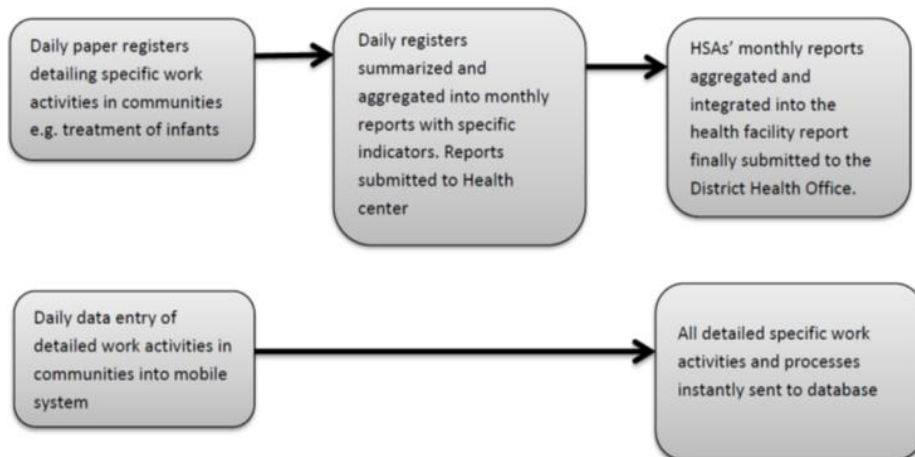 Daily paper registers
detailing specific work
activities in communities
e.g. treatment of infants
Daily registers
summarized and
aggregated into monthly
reports with specific
indicators. Reports
submitted to Health
center
HSAs’ monthly reports
aggregated and
integrated into the
health facility report
finally submitted to the
District Health Office.
Daily data entry of
detailed work activities in
communities into mobile
system
All detailed specific work
activities and processes
instantly sent to database